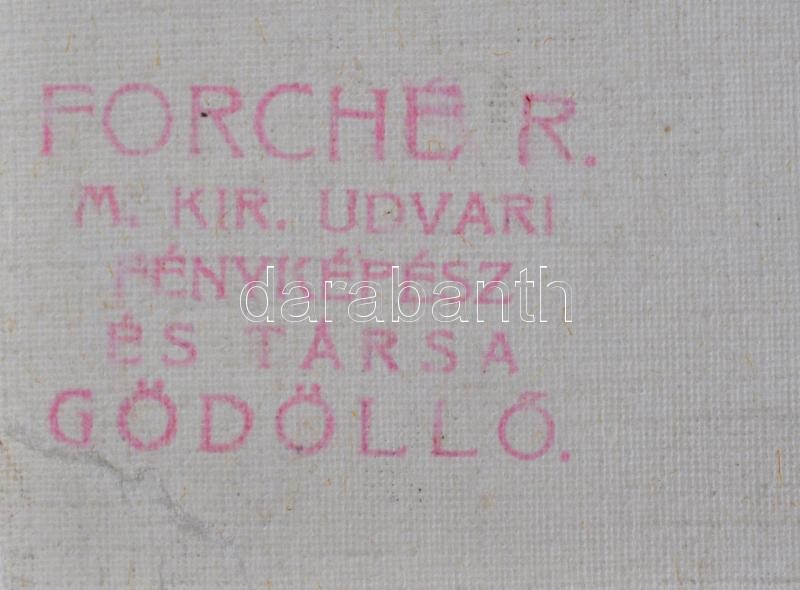 FORCHÉ R.
M. KIR. UDVARI
FÉNYKÉPÉSZ
darabanth
ÉS TÁRSA
GÖDÖLLŐ.